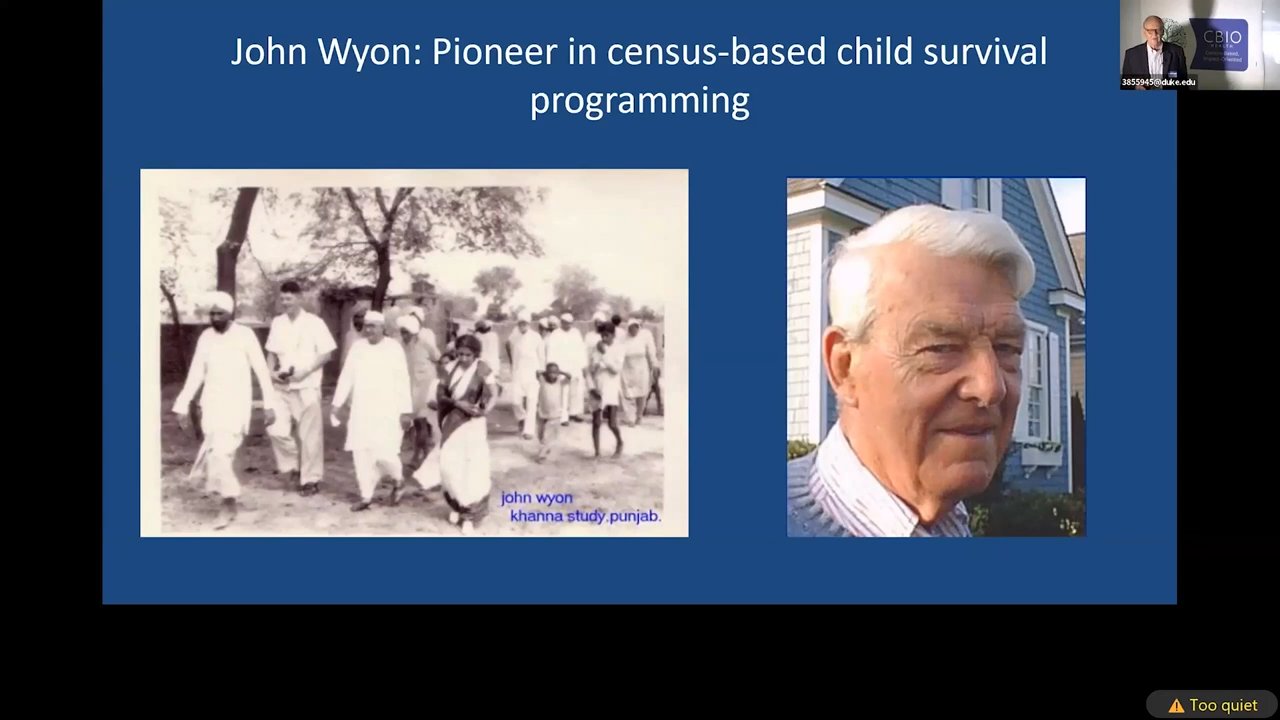 John Wyon: Pioneer in census-based child survival
programming
CBIO
HEALTH
3855945@duke.edu
john wyon
khanna study,punjab.
Too quiet